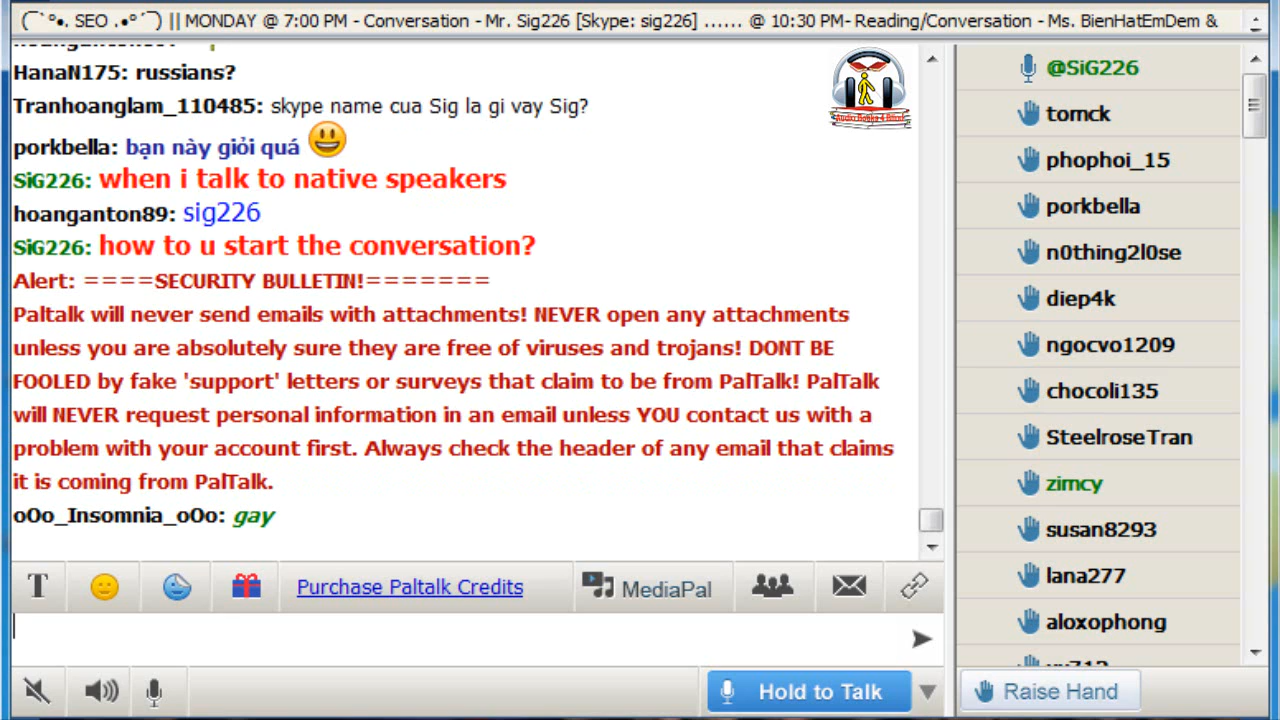 (¯`°•. SEO .•°´¯) || MONDAY @ 7:00 PM - Conversation - Mr. Sig226 [Skype: sig226] ...... @ 10:30 PM- Reading/Conversation - Ms. BienHatEmDem &
HanaN175: russians?
Tranhoanglam_110485: skype name cua Sig la gi vay Sig?
porkbella: bạn này giỏi quá
SiG226: when i talk to native speakers
hoanganton89: sig226
SiG226: how to u start the conversation?
Alert: ====SECURITY BULLETIN!=======
Paltalk will never send emails with attachments! NEVER open any attachments
unless you are absolutely sure they are free of viruses and trojans! DONT BE
FOOLED by fake 'support' letters or surveys that claim to be from PalTalk! PalTalk
will NEVER request personal information in an email unless YOU contact us with a
problem with your account first. Always check the header of any email that claims
it is coming from PalTalk.
oOo_Insomnia_oOo: gay
T
Purchase Paltalk Credits
MediaPal
Hold to Talk
@SiG226
tomck
phophoi_15
porkbella
n0thing2l0se
diep4k
ngocvo1209
chocoli135
SteelroseTran
zimcy
susan8293
lana277
aloxophong
Raise Hand